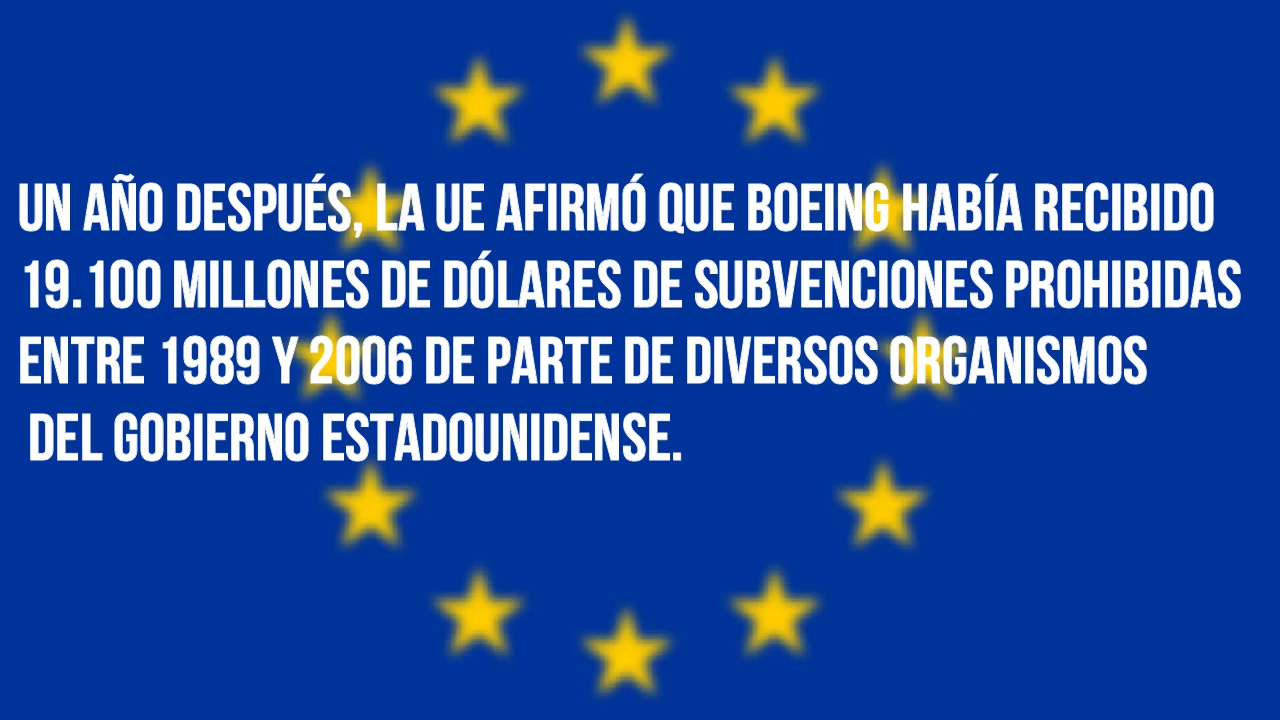 UN AÑO DESPUÉS, LA UE AFIRMÓ QUE BOEING HABÍA RECIBIDO
19.100 MILLONES DE DÓLARES DE SUBVENCIONES PROHIBIDAS
ENTRE 1989 Y 2006 DE PARTE DE DIVERSOS ORGANISMOS
DEL GOBIERNO ESTADOUNIDENSE.